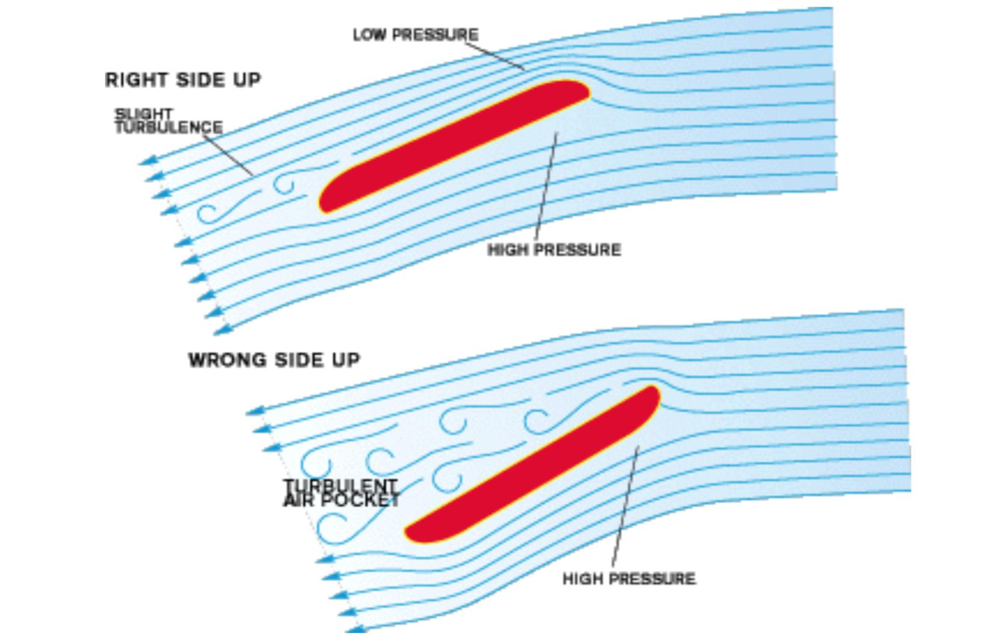 LOW PRESSURE
RIGHT SIDE UP
SLIGHT
TURBULENCE
HIGH PRESSURE
WRONG SIDE UP
TURBULENT
AIR POCKET
HIGH PRESSURE